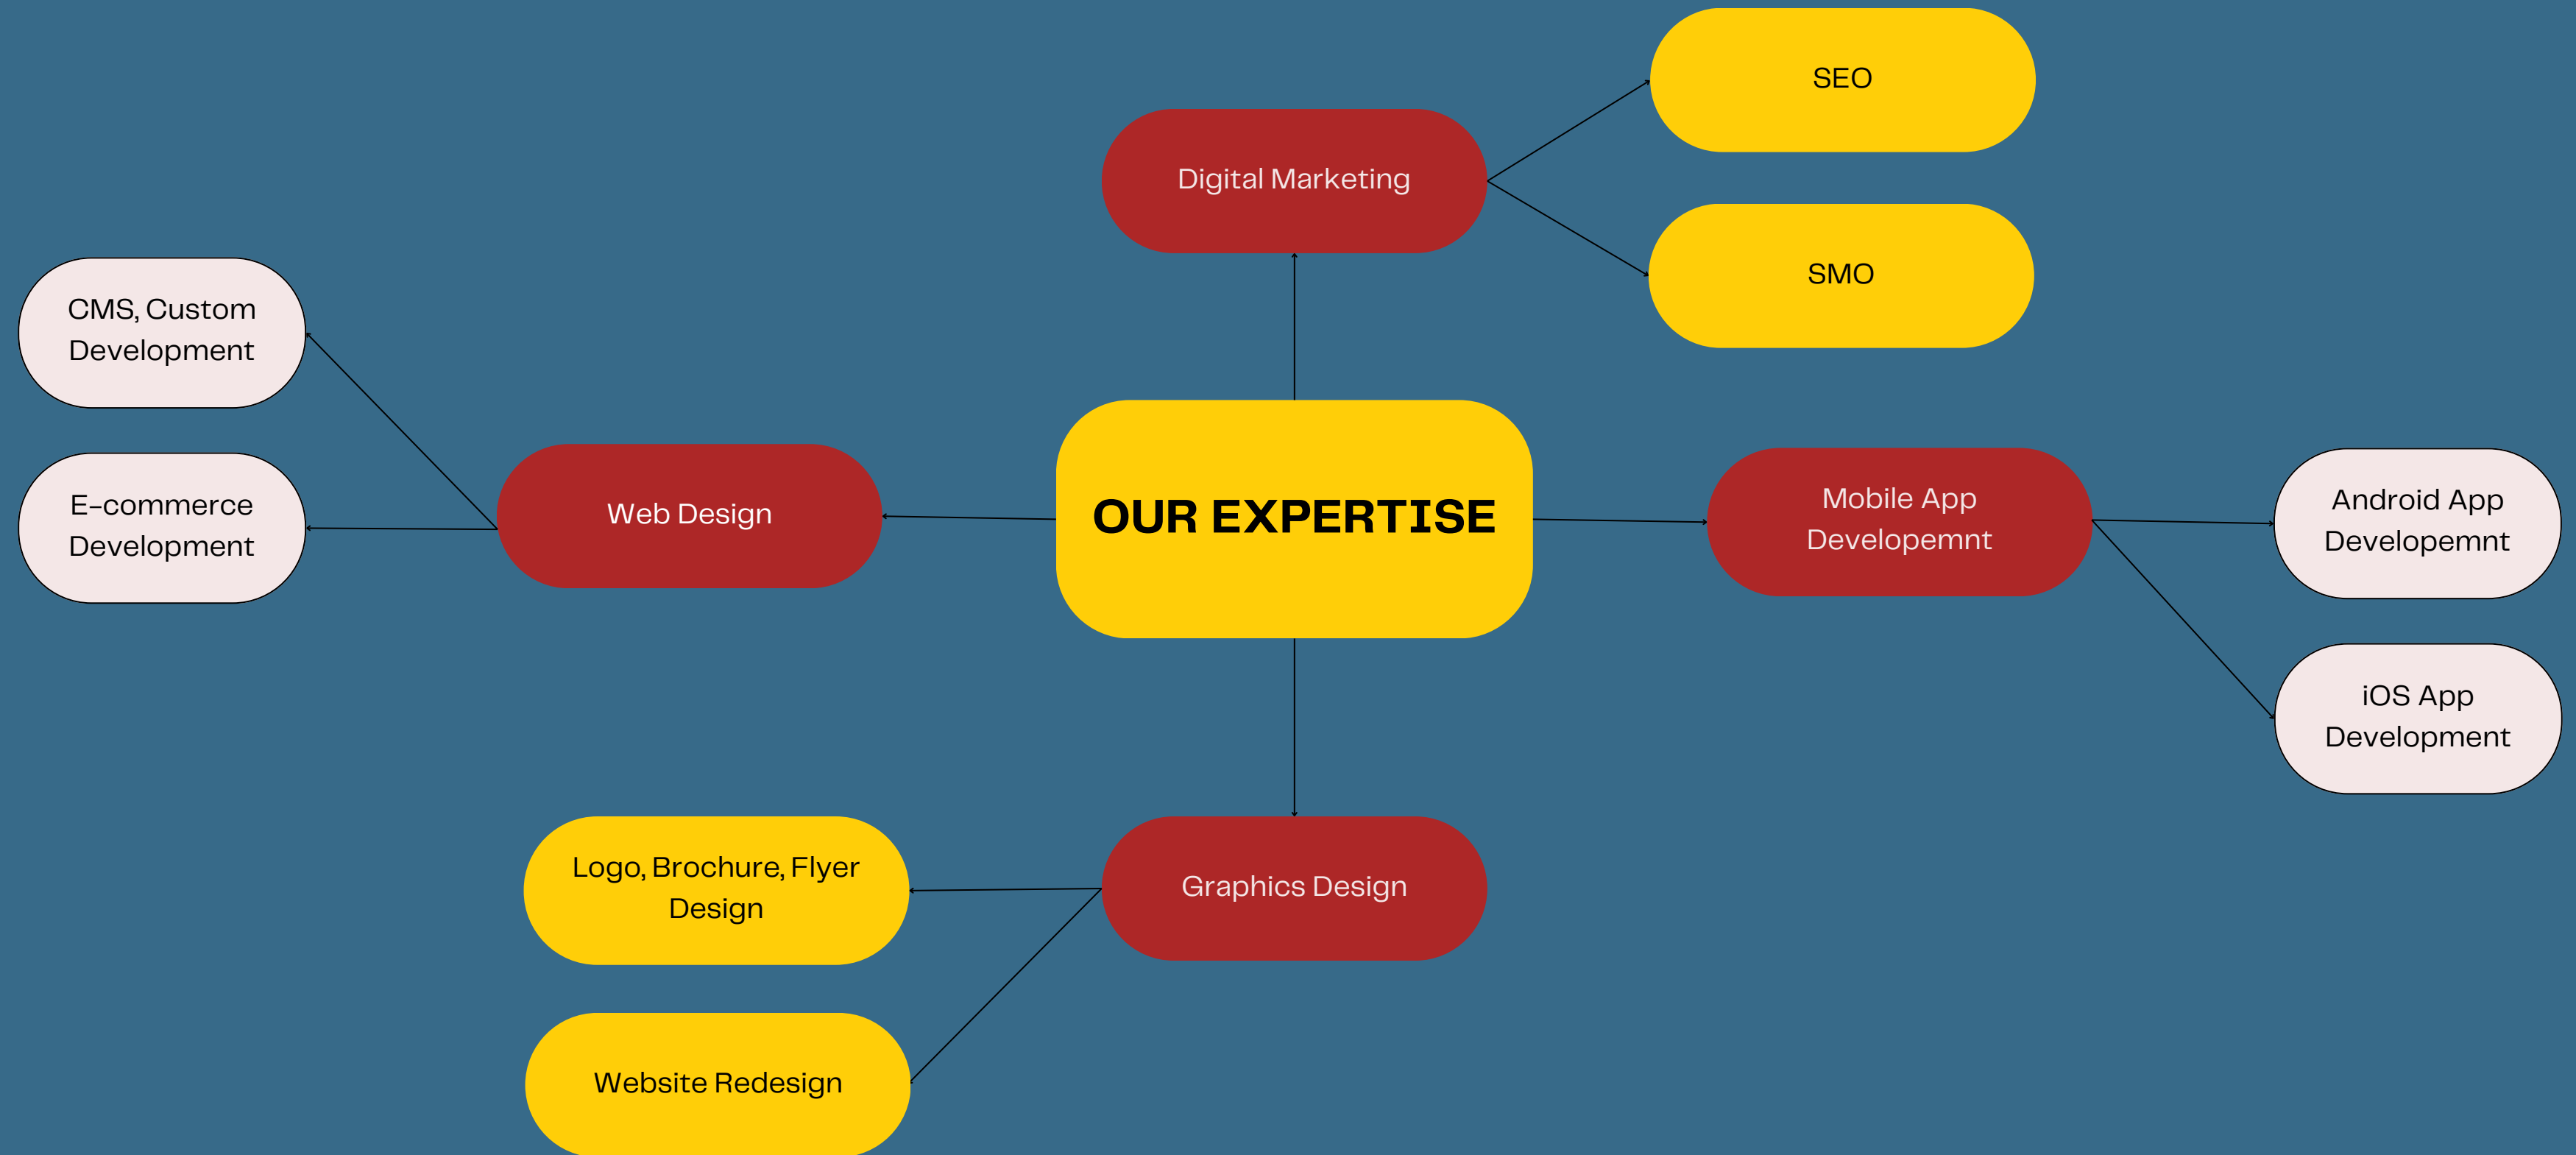 SEO
Digital Marketing
SMO
CMS, Custom
Development
E-commerce
Development
Web Design
OUR EXPERTISE
Mobile App
Developemnt
Android App
Developemnt
iOS App
Development
Logo, Brochure, Flyer
Design
Graphics Design
Website Redesign